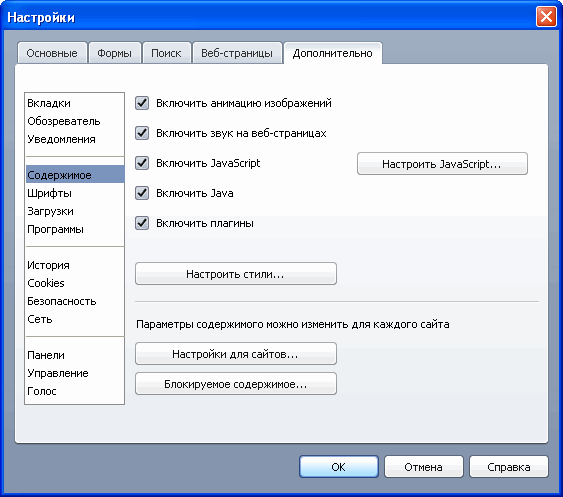 Настройки
Основные Формы Поиск Веб-страницы Дополнительно
Вкладки
Обозреватель
Уведомления
Содержимое
Шрифты
Загрузки
Программы
История
Cookies
Безопасность
Сеть
Панели
Управление
Голос
Включить анимацию изображений
Включить звук на веб-страницах
Включить JavaScript
Настроить JavaScript...
Включить Java
Включить плагины
Настроить стили...
Параметры содержимого можно изменить для каждого сайта
Настройки для сайтов...
Блокируемое содержимое...
OK Отмена Справка